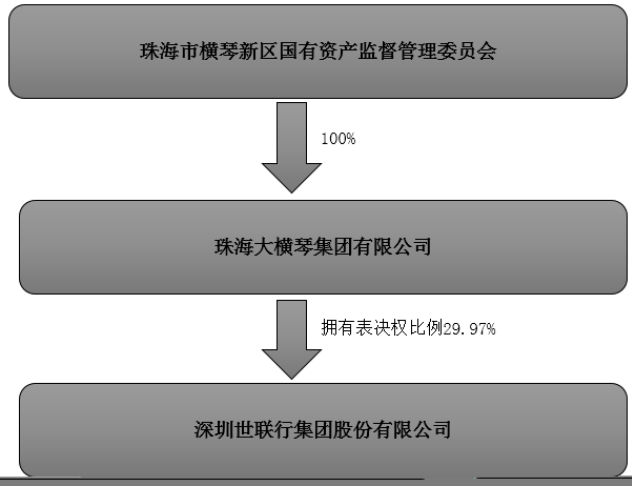 珠海市横琴新区国有资产监督管理委员会
100%
珠海大横琴集团有限公司
拥有表决权比例29.97%
深圳世联行集团股份有限公司